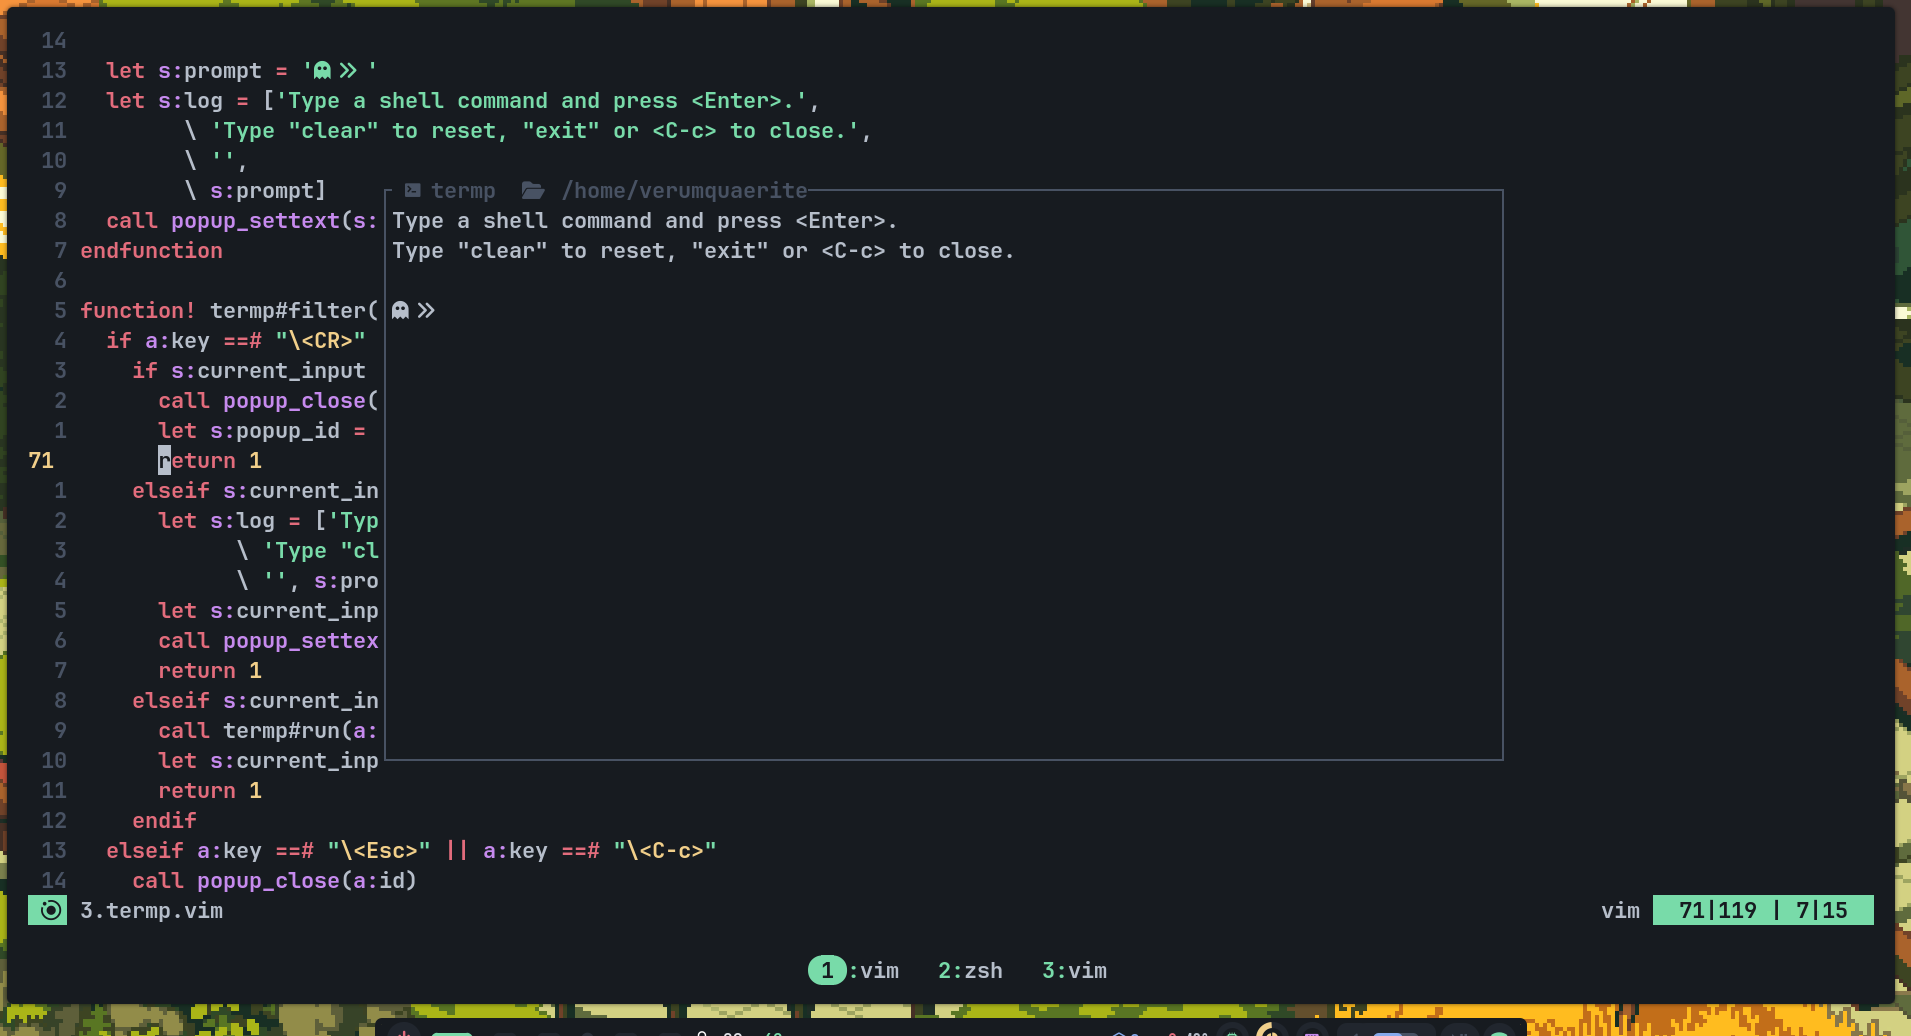 14
13   let s:prompt = ' '
12   let s:log = ['Type a shell command and press <Enter>.',
11         \ 'Type "clear" to reset, "exit" or <C-c> to close.',
10         \ '',
9         \ s:prompt]
termp /home/verumquaerite
8   call popup_settext(s:
Type a shell command and press <Enter>.
7 endfunction
Type "clear" to reset, "exit" or <C-c> to close.
6
5 function! termp#filter(
4   if a:key ==# "\<CR>"
3     if s:current_input
2       call popup_close(
1       let s:popup_id =
71       return 1
1     elseif s:current_in
2       let s:log = ['Typ
3             \ 'Type "cl
4             \ '', s:pro
5       let s:current_inp
6       call popup_settex
7       return 1
8     elseif s:current_in
9       call termp#run(a:
10       let s:current_inp
11       return 1
12     endif
13   elseif a:key ==# "\<Esc>" || a:key ==# "\<C-c>"
14     call popup_close(a:id)
3.termp.vim vim 71|119 | 7|15
1:vim 2:zsh 3:vim